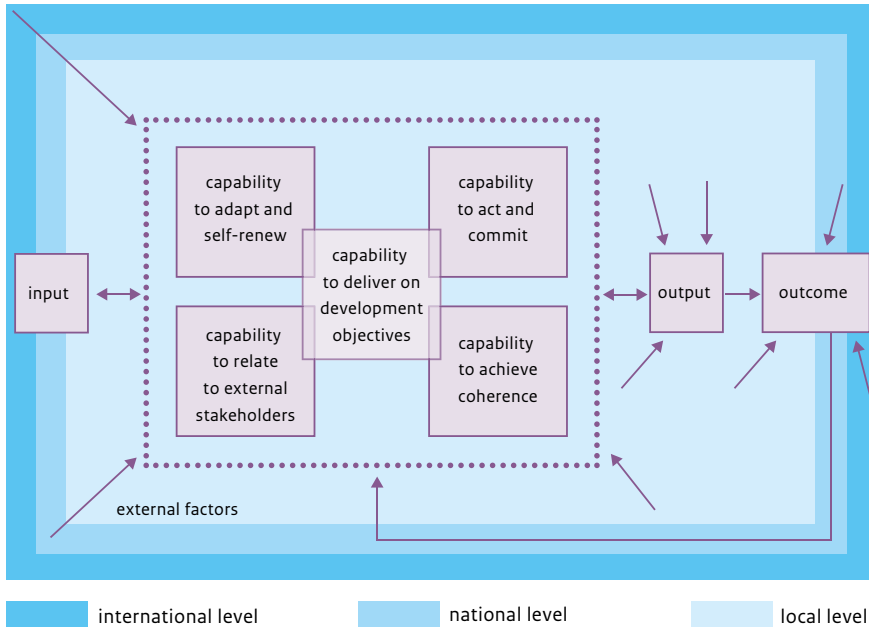 capability
to adapt and
self-renew
capability
to act and
commit
capability
to deliver on
development
objectives
input
output
outcome
capability
to relate
to external
stakeholders
capability
to achieve
coherence
external factors
international level
national level
local level